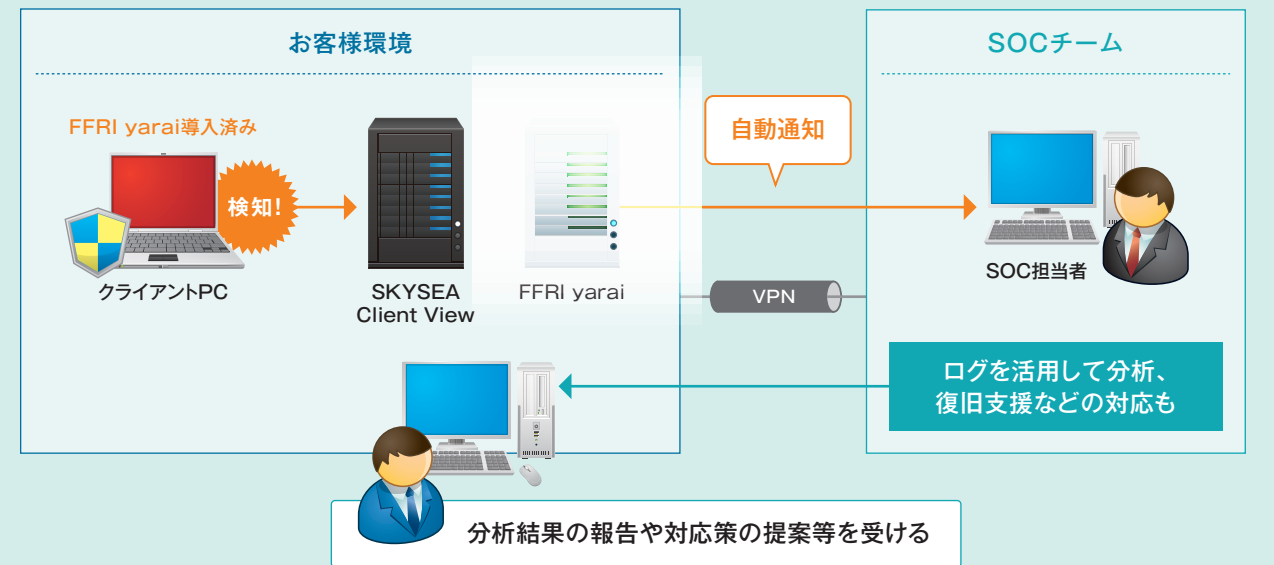 お客様環境
SOCチーム
FFRI yarai導入済み
検知!
自動通知
クライアントPC
SKYSEA
Client View
FFRI yarai
VPN
SOC担当者
ログを活用して分析、
復旧支援などの対応も
分析結果の報告や対応策の提案等を受ける